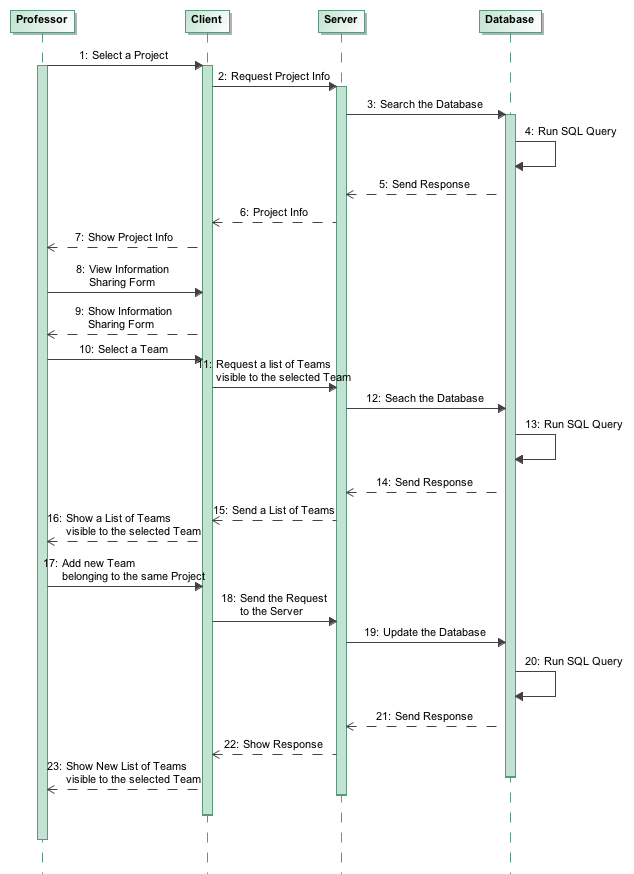 Professor
Client
Server
Database
1: Select a Project
2: Request Project Info
3: Search the Database
4: Run SQL Query
5: Send Response
6: Project Info
7: Show Project Info
8: View Information
Sharing Form
9: Show Information
Sharing Form
10: Select a Team
11: Request a list of Teams
visible to the selected Team
12: Seach the Database
13: Run SQL Query
14: Send Response
15: Send a List of Teams
16: Show a List of Teams
visible to the selected Team
17: Add new Team
belonging to the same Project
18: Send the Request
to the Server
19: Update the Database
20: Run SQL Query
21: Send Response
22: Show Response
23: Show New List of Teams
visible to the selected Team